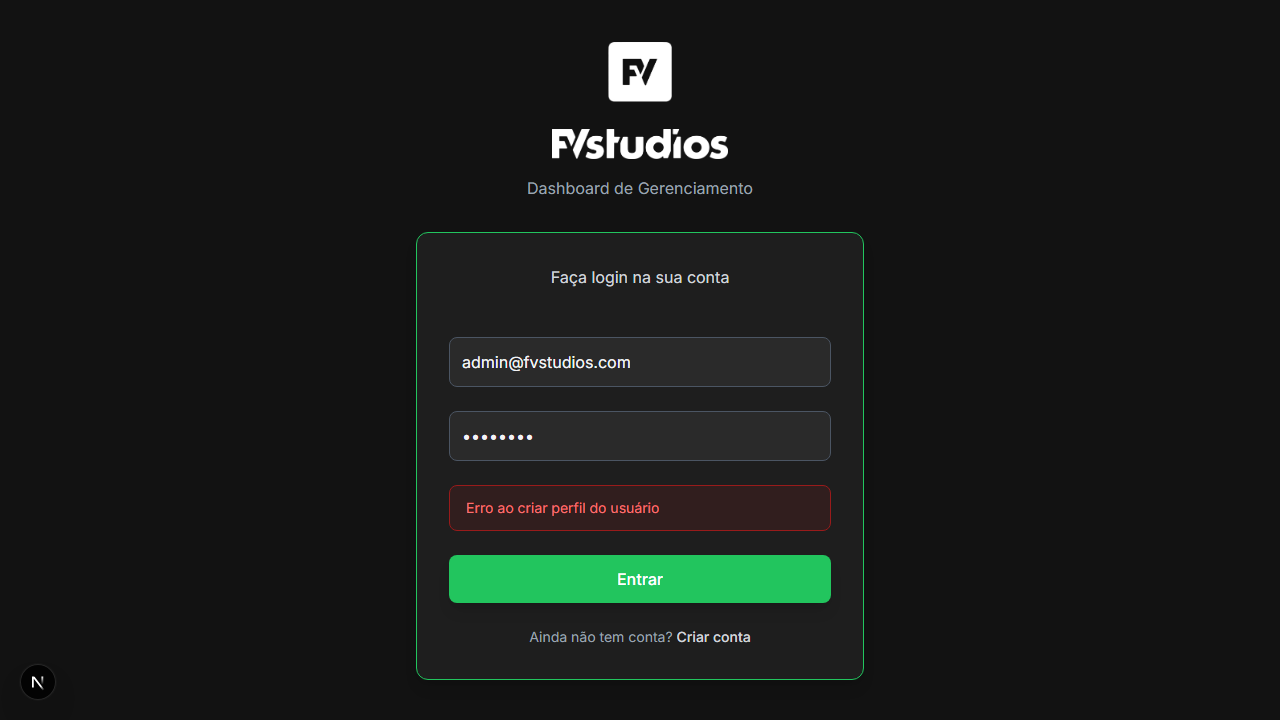 FV
FVstudios
Dashboard de Gerenciamento
Faça login na sua conta
admin@fvstudios.com
••••••••
Erro ao criar perfil do usuário
Entrar
Ainda não tem conta? Criar conta
N